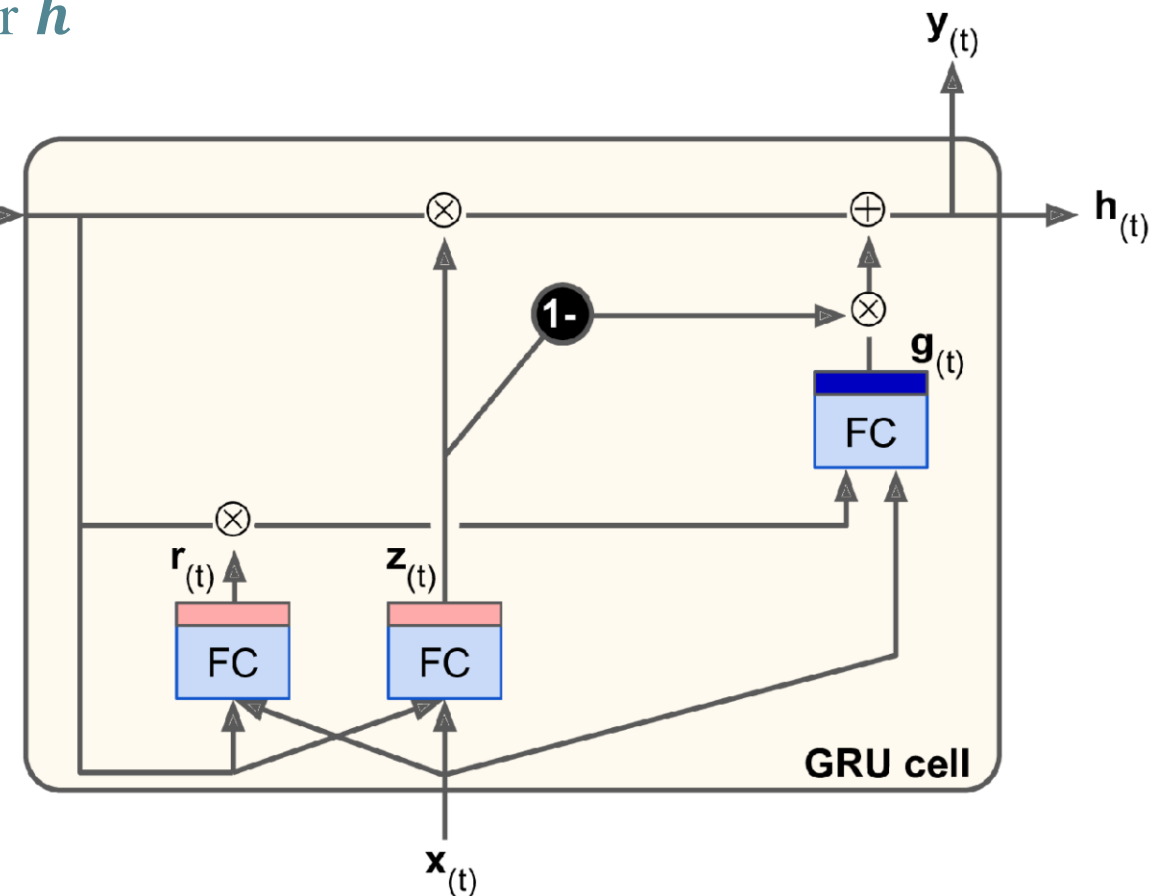 r h
y(t)
h(t)
1-
g(t)
FC
r(t)
z(t)
FC
FC
GRU cell
x(t)